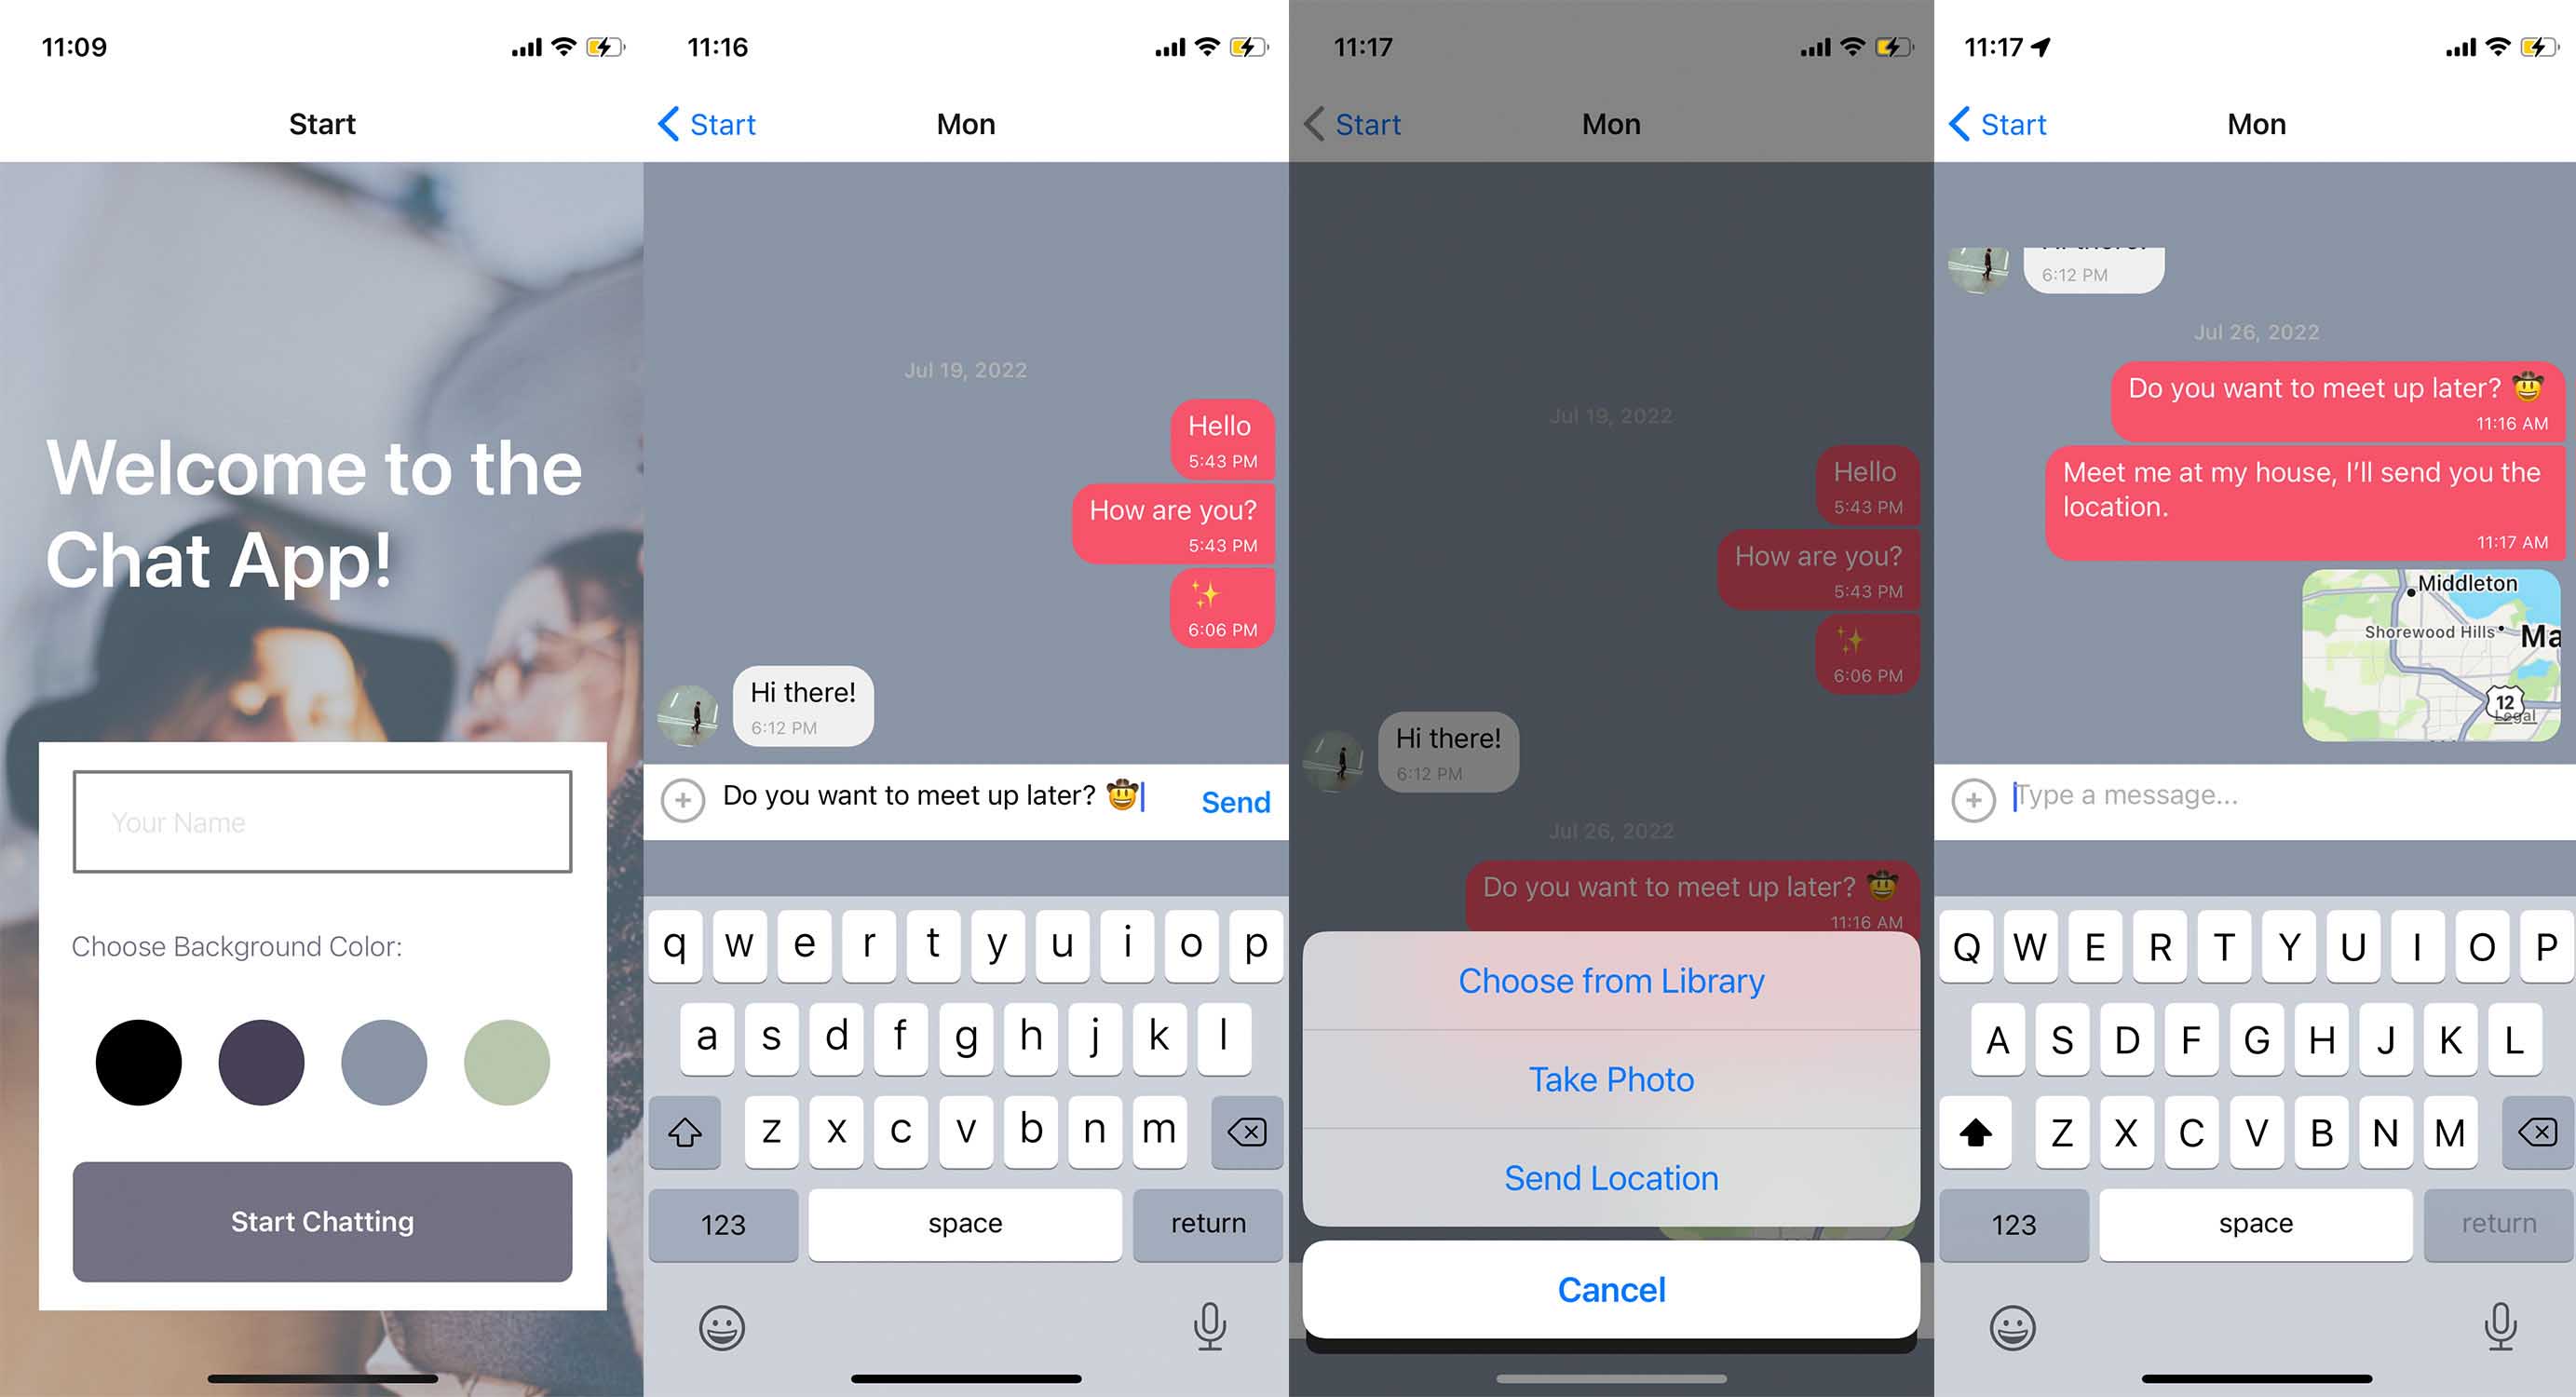 11:09
Start
Welcome to the
Chat App!
Your Name
Choose Background Color:
Start Chatting
11:16
Start
Mon
Jul 19, 2022
Hello
5:43 PM
How are you?
5:43 PM
✨
6:06 PM
Hi there!
6:12 PM
Do you want to meet up later? 🤠
Send
q w e r t y u i o p
a s d f g h j k l
z x c v b n m
123 space return
11:17
Start
Mon
Jul 19, 2022
Hello
5:43 PM
How are you?
5:43 PM
✨
6:06 PM
Hi there!
6:12 PM
Jul 26, 2022
Do you want to meet up later? 🤠
11:16 AM
Choose from Library
Take Photo
Send Location
Cancel
11:17
Start
Mon
6:12 PM
Jul 26, 2022
Do you want to meet up later? 🤠
11:16 AM
Meet me at my house, I’ll send you the
location.
11:17 AM
Middleton
Shorewood Hills
Ma
12
Legal
Type a message...
Q W E R T Y U I O P
A S D F G H J K L
Z X C V B N M
123 space return